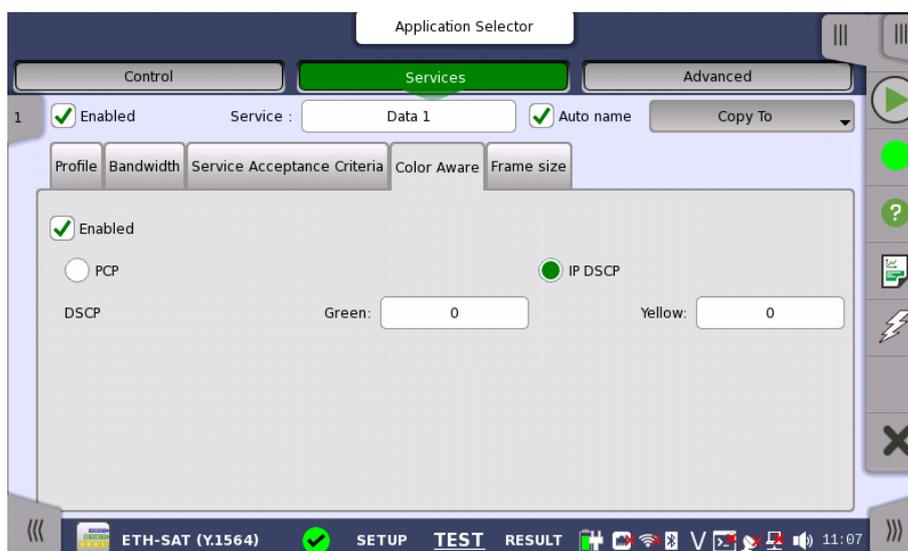 Application Selector
Control Services Advanced
1 Enabled Service : Data 1 Auto name Copy To
Profile Bandwidth Service Acceptance Criteria Color Aware Frame size
Enabled
PCP IP DSCP
DSCP Green: 0 Yellow: 0
ETH-SAT (Y.1564) SETUP TEST RESULT V 11:07